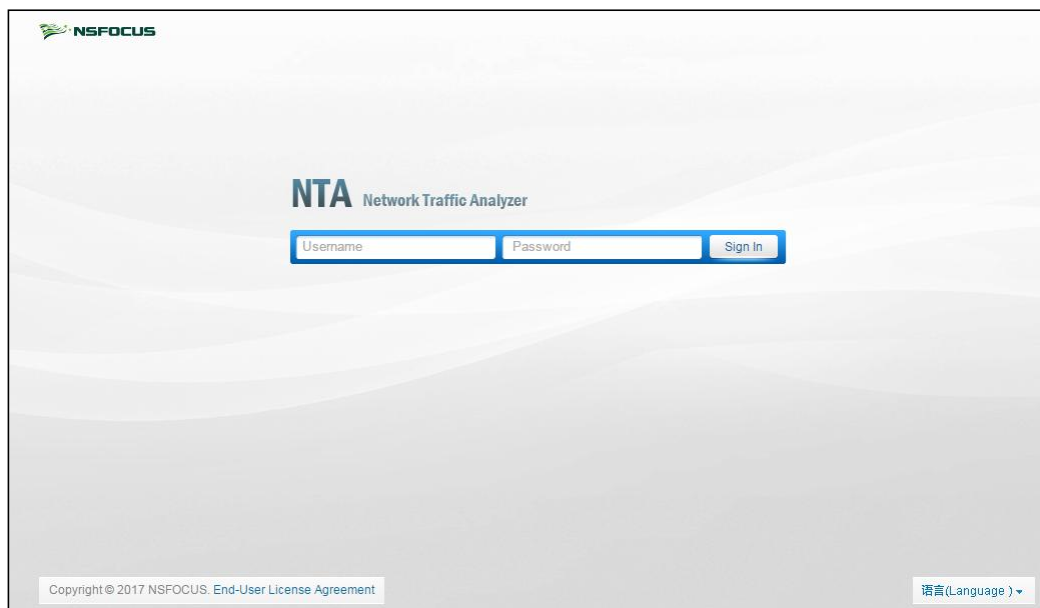 NSFOCUS
NTA Network Traffic Analyzer
Username Password Sign In
Copyright © 2017 NSFOCUS. End-User License Agreement
语言(Language )